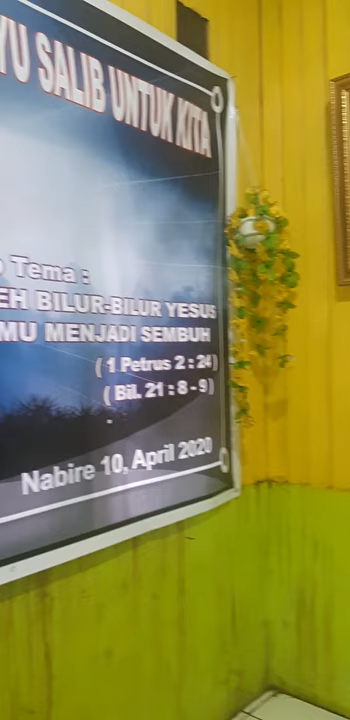 YU SALIB UNTUK KITA
Tema :
EH BILUR-BILUR YESUS
MU MENJADI SEMBUH
( 1 Petrus 2 : 24 )
( Bil. 21 : 8 - 9 )
Nabire 10, April 2020